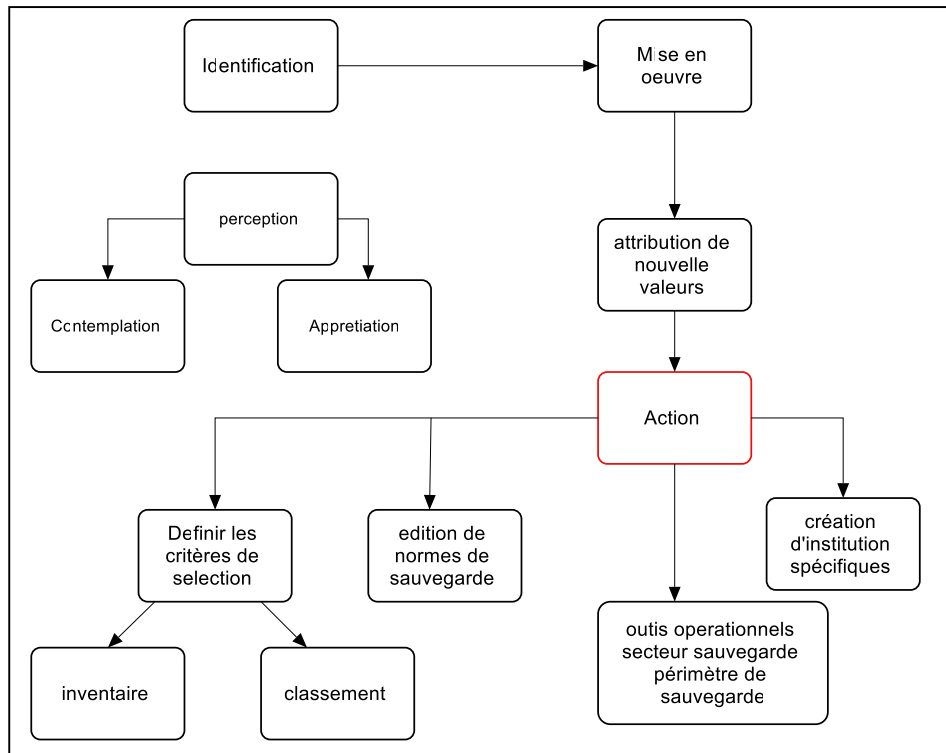 Identification
Mise en
oeuvre
perception
attribution de
nouvelle
valeurs
Contemplation
Appretiation
Action
Definir les
critères de
selection
edition de
normes de
sauvegarde
création
d'institution
spécifiques
outis operationnels
secteur sauvegarde
périmètre de
sauvegarde
inventaire
classement